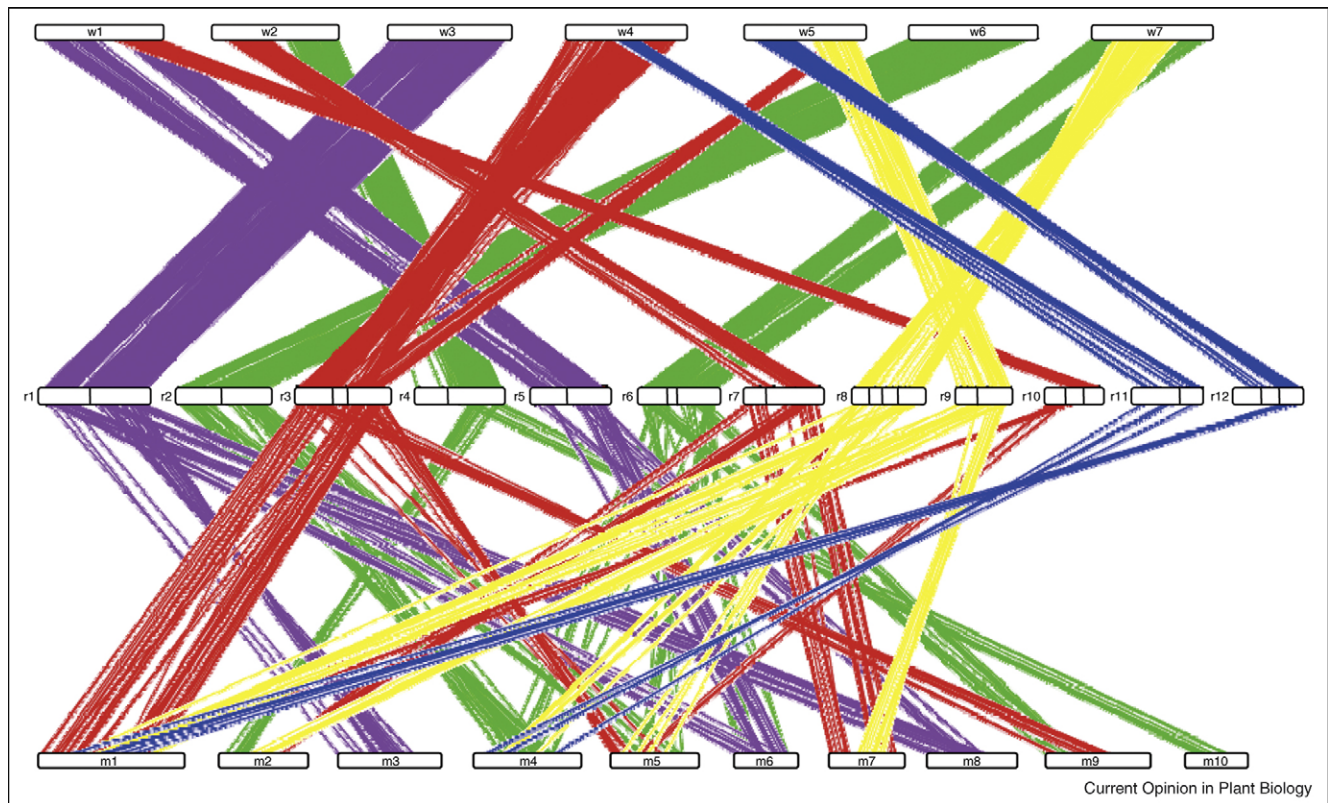 w1 w2 w3 w4 w5 w6 w7
r1 r2 r3 r4 r5 r6 r7 r8 r9 r10 r11 r12
m1 m2 m3 m4 m5 m6 m7 m8 m9 m10
Current Opinion in Plant Biology